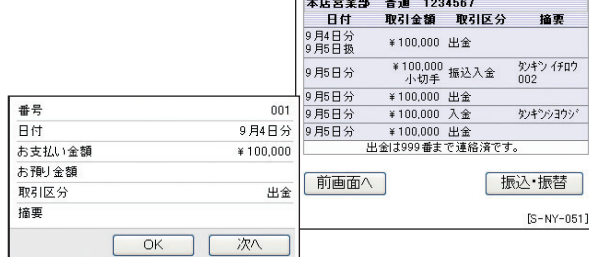 本店営業部 普通 1234567
日付 取引金額 取引区分 摘要
9月4日分
9月5日扱 ¥100,000 出金
9月5日分 ¥100,000 振込入金 タンキン イチロウ
小切手 002
9月5日分 ¥100,000 出金
9月5日分 ¥100,000 入金 タンキンショウジ
9月5日分 ¥100,000 出金
出金は999番まで連絡済です。
前画面へ 振込・振替
[S-NY-051]
番号 001
日付 9月4日分
お支払い金額 ¥100,000
お預り金額
取引区分 出金
摘要
OK 次へ